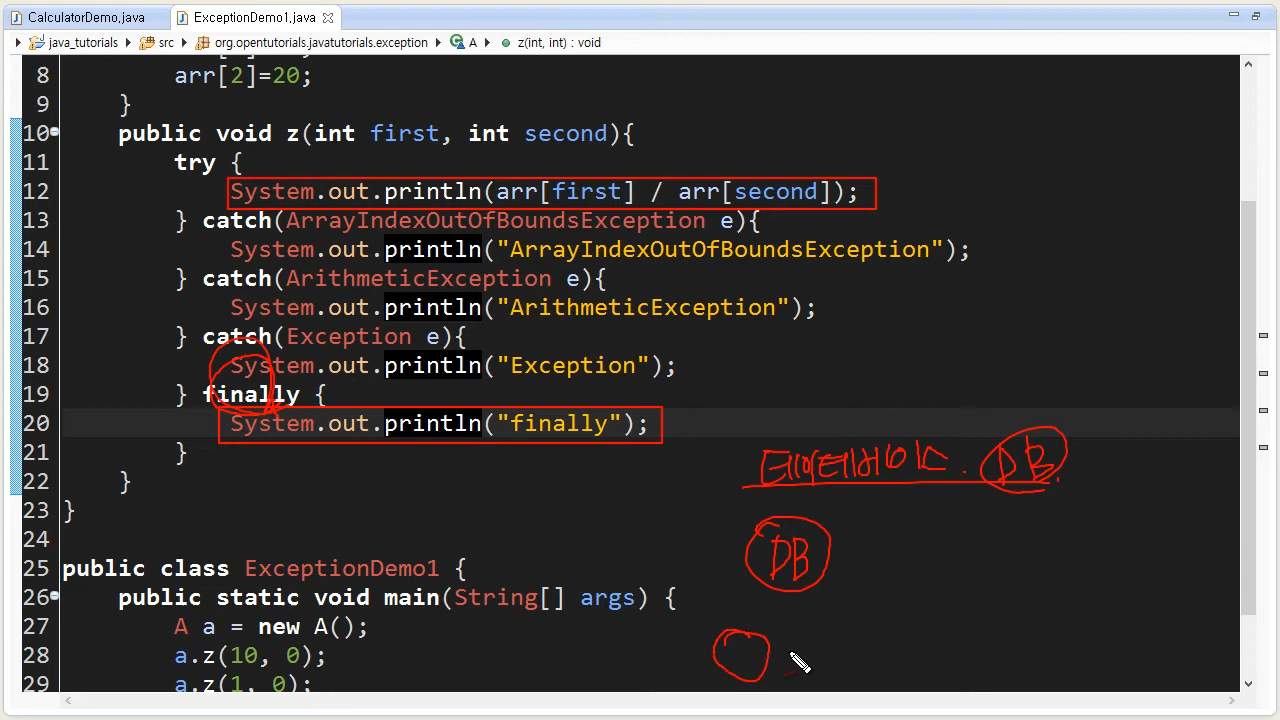 CalculatorDemo.java ExceptionDemo1.java
java_tutorials src org.opentutorials.javatutorials.exception A z(int, int) : void
8 arr[2]=20;
9 }
10 public void z(int first, int second){
11 try {
12 System.out.println(arr[first] / arr[second]);
13 } catch(ArrayIndexOutOfBoundsException e){
14 System.out.println("ArrayIndexOutOfBoundsException");
15 } catch(ArithmeticException e){
16 System.out.println("ArithmeticException");
17 } catch(Exception e){
18 System.out.println("Exception");
19 } finally {
20 System.out.println("finally");
21 }
22 }
23 }
24
25 public class ExceptionDemo1 {
26 public static void main(String[] args) {
27 A a = new A();
28 a.z(10, 0);
29 a.z(1, 0);
DB
DB